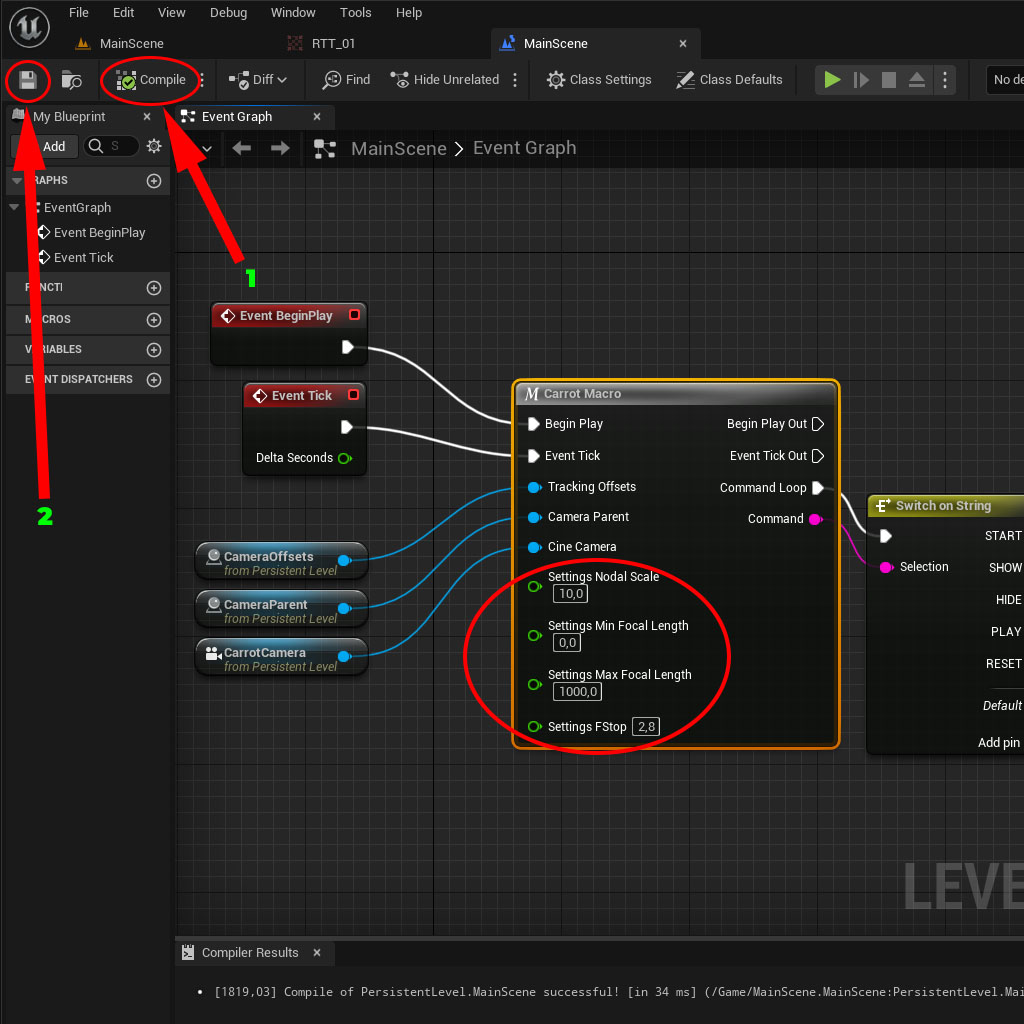 File Edit View Debug Window Tools Help
MainScene RTT_01 MainScene
Compile Diff Find Hide Unrelated Class Settings Class Defaults No de
My Blueprint Event Graph
Add S MainScene > Event Graph
RAPHS
EventGraph
Event BeginPlay
Event Tick
1
FUNCTI
MACROS
VARIABLES
EVENT DISPATCHERS
2
Event BeginPlay
Event Tick
Delta Seconds
CameraOffsets
from Persistent Level
CameraParent
from Persistent Level
CarrotCamera
from Persistent Level
Carrot Macro
Begin Play Begin Play Out
Event Tick Event Tick Out
Tracking Offsets Command Loop
Camera Parent Command
Cine Camera
Settings Nodal Scale
10,0
Settings Min Focal Length
0,0
Settings Max Focal Length
1000,0
Settings FStop 2,8
Switch on String
START
Selection SHOW
HIDE
PLAY
RESET
Default
Add pin
LEVE
Compiler Results
[1819,03] Compile of PersistentLevel.MainScene successful! [in 34 ms] (/Game/MainScene.MainScene:PersistentLevel.Mai